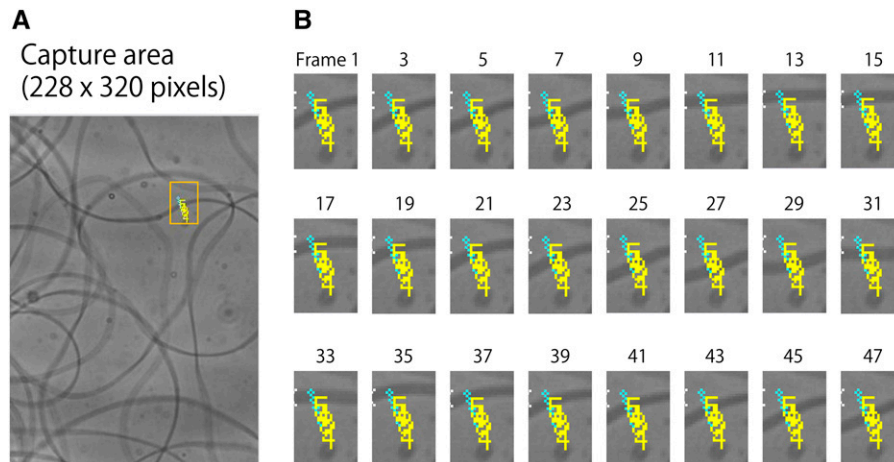 A
Capture area
(228 x 320 pixels)
B
Frame 1 3 5 7 9 11 13 15
17 19 21 23 25 27 29 31
33 35 37 39 41 43 45 47